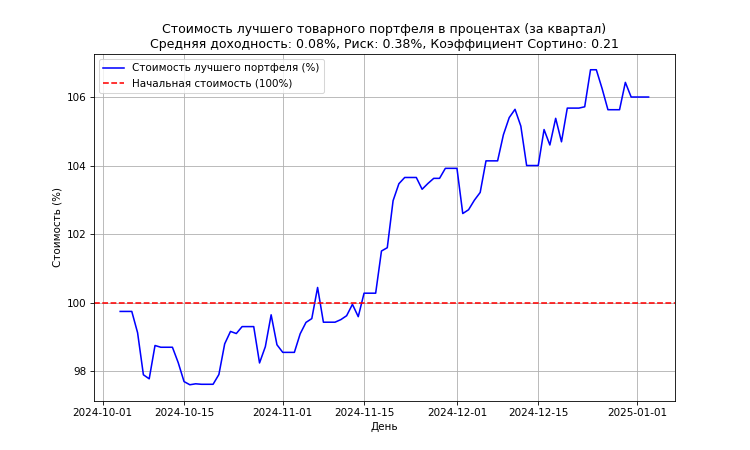 Стоимость лучшего товарного портфеля в процентах (за квартал)
Средняя доходность: 0.08%, Риск: 0.38%, Коэффициент Сортино: 0.21
Стоимость лучшего портфеля (%)
Начальная стоимость (100%)
Стоимость (%)
106
104
102
100
98
2024-10-01
2024-10-15
2024-11-01
2024-11-15
2024-12-01
2024-12-15
2025-01-01
День